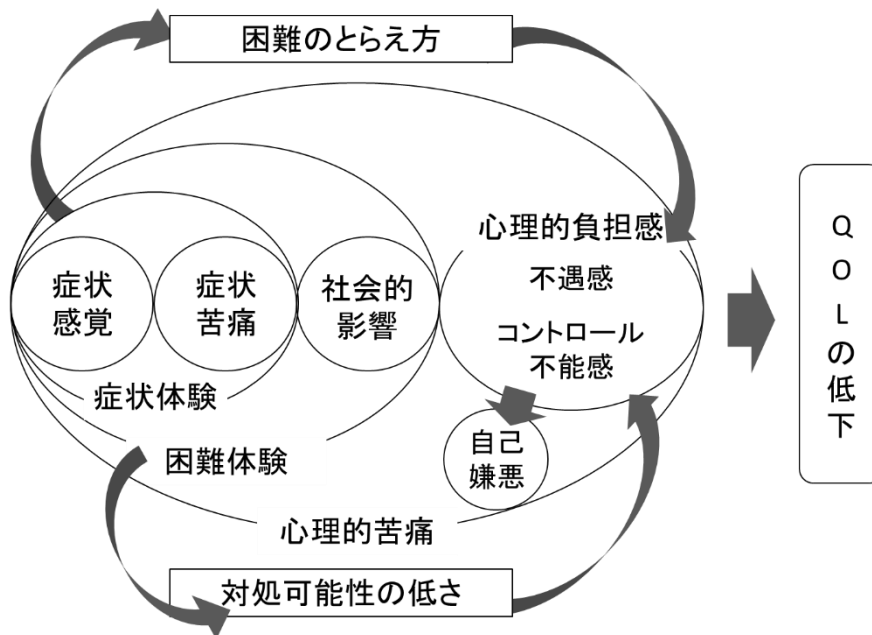 困難のとらえ方
心理的負担感
不遇感
コントロール
不能感
症状
感覚
症状
苦痛
社会的
影響
症状体験
困難体験
自己
嫌悪
心理的苦痛
対処可能性の低さ
QOLの低下